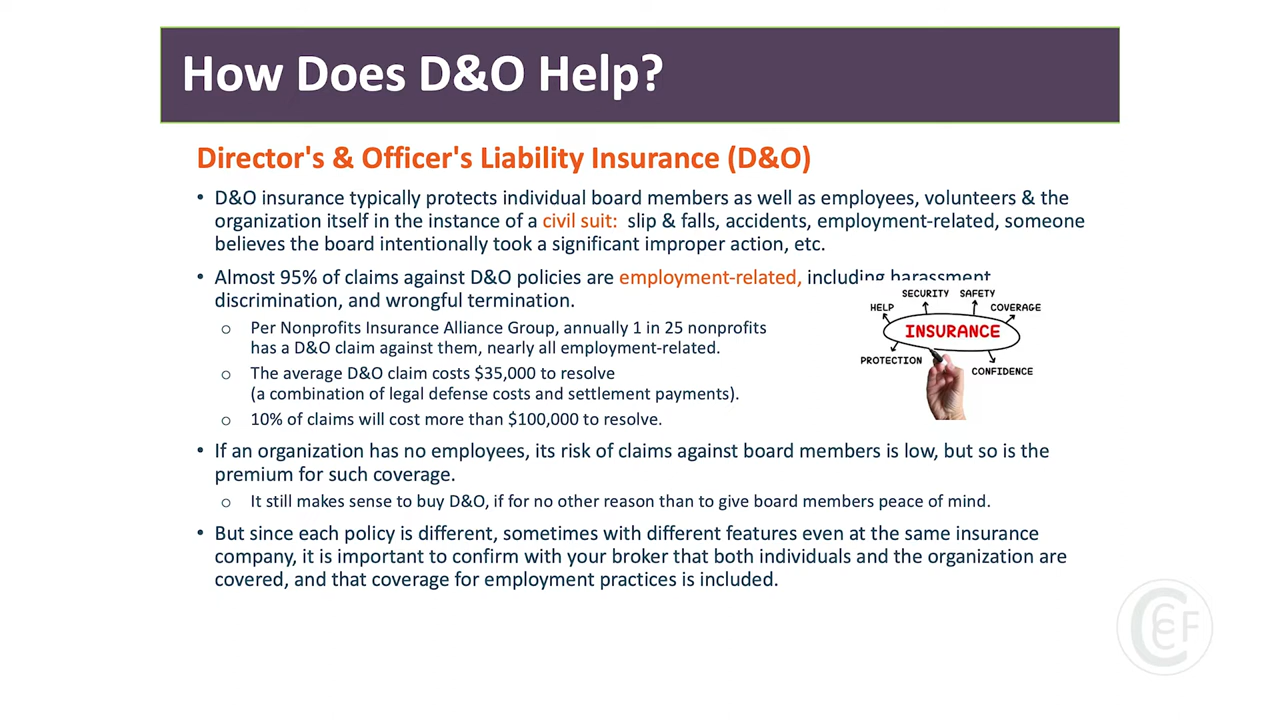 How Does D&O Help?
Director's & Officer's Liability Insurance (D&O)
• D&O insurance typically protects individual board members as well as employees, volunteers & the
organization itself in the instance of a civil suit: slip & falls, accidents, employment-related, someone
believes the board intentionally took a significant improper action, etc.
• Almost 95% of claims against D&O policies are employment-related, including harassment
discrimination, and wrongful termination.
o Per Nonprofits Insurance Alliance Group, annually 1 in 25 nonprofits
has a D&O claim against them, nearly all employment-related.
o The average D&O claim costs $35,000 to resolve
(a combination of legal defense costs and settlement payments).
o 10% of claims will cost more than $100,000 to resolve.
HELP
SECURITY
SAFETY
COVERAGE
INSURANCE
PROTECTION
CONFIDENCE
• If an organization has no employees, its risk of claims against board members is low, but so is the
premium for such coverage.
o It still makes sense to buy D&O, if for no other reason than to give board members peace of mind.
• But since each policy is different, sometimes with different features even at the same insurance
company, it is important to confirm with your broker that both individuals and the organization are
covered, and that coverage for employment practices is included.
CCCF